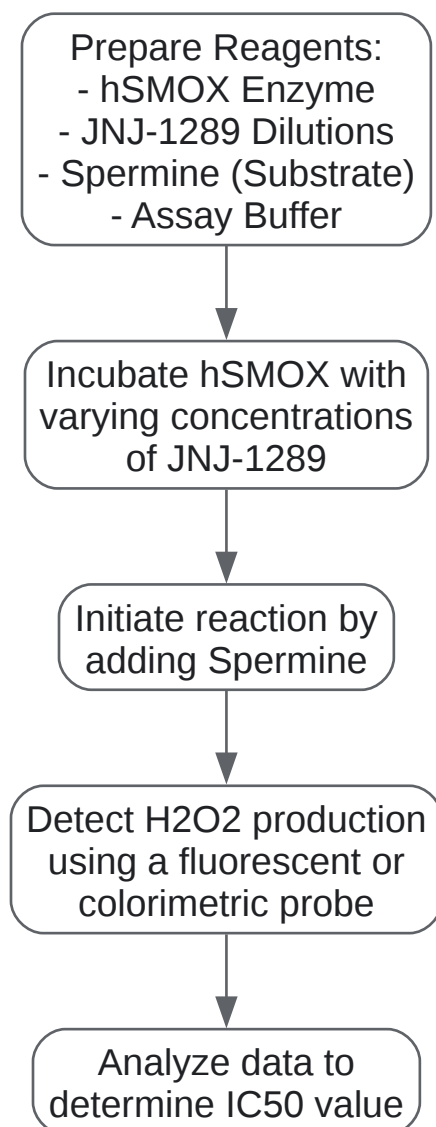 Prepare Reagents:
- hSMOX Enzyme
- JNJ-1289 Dilutions
- Spermine (Substrate)
- Assay Buffer
Incubate hSMOX with
varying concentrations
of JNJ-1289
Initiate reaction by
adding Spermine
Detect H2O2 production
using a fluorescent or
colorimetric probe
Analyze data to
determine IC50 value